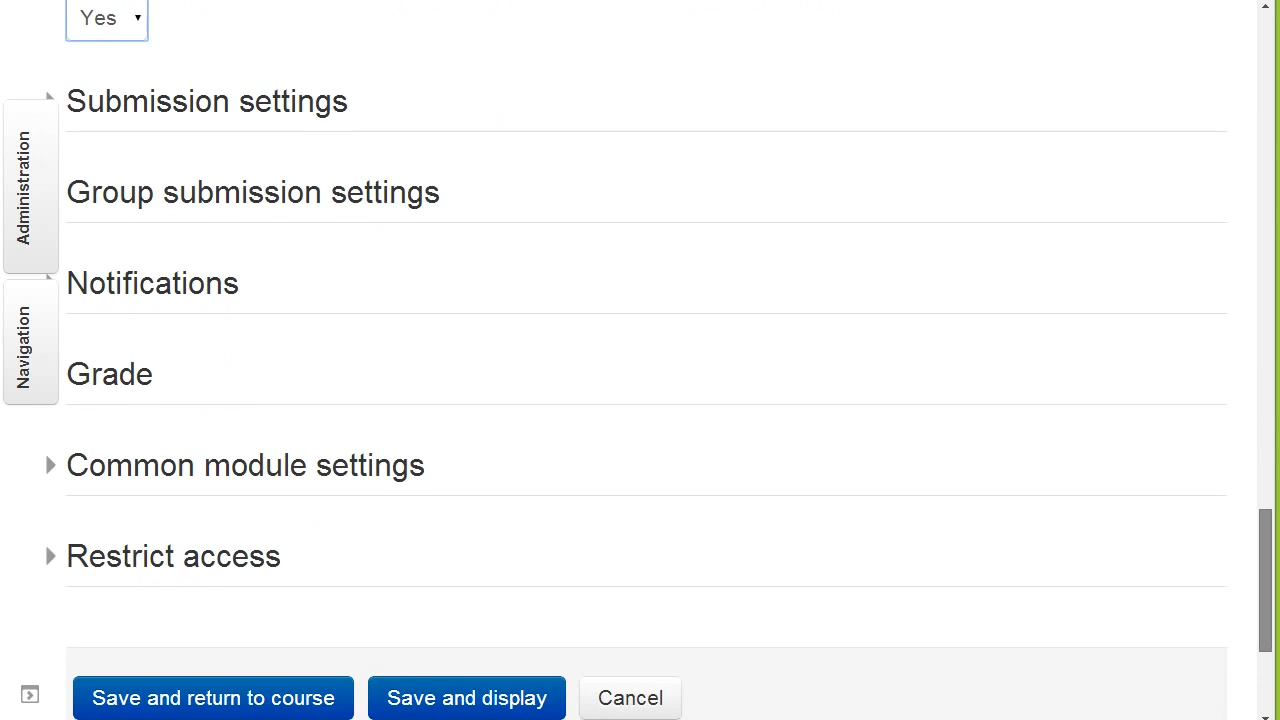 Yes
Submission settings
Administration
Group submission settings
Notifications
Navigation
Grade
Common module settings
Restrict access
Save and return to course
Save and display
Cancel